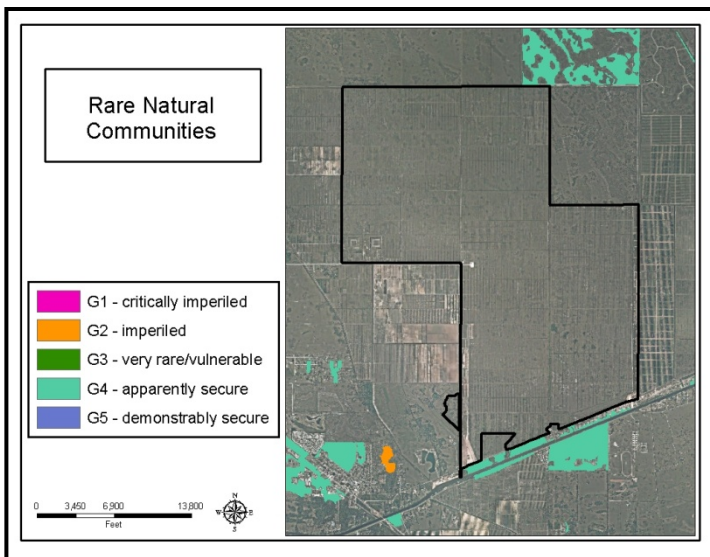 Rare Natural
Communities
G1 - critically imperiled
G2 - imperiled
G3 - very rare/vulnerable
G4 - apparently secure
G5 - demonstrably secure
0 3,450 6,900 13,800
Feet
N
W E
S